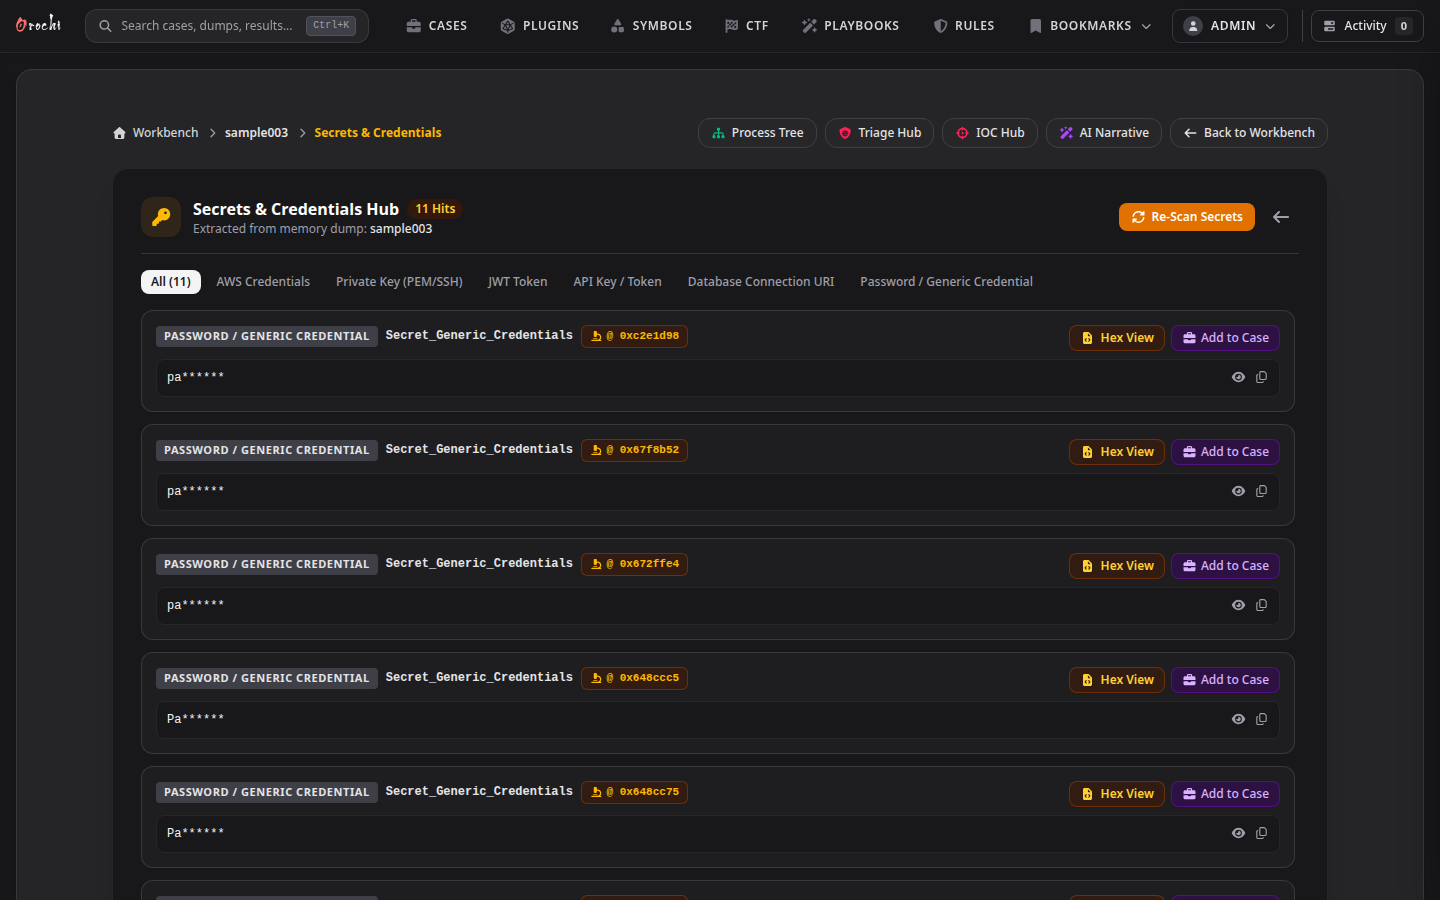 Orochi
Search cases, dumps, results... Ctrl+K
CASES
PLUGINS
SYMBOLS
CTF
PLAYBOOKS
RULES
BOOKMARKS
ADMIN
Activity 0
Workbench > sample003 > Secrets & Credentials
Process Tree
Triage Hub
IOC Hub
AI Narrative
Back to Workbench
Secrets & Credentials Hub 11 Hits
Extracted from memory dump: sample003
Re-Scan Secrets
All (11) AWS Credentials Private Key (PEM/SSH) JWT Token API Key / Token Database Connection URI Password / Generic Credential
PASSWORD / GENERIC CREDENTIAL Secret_Generic_Credentials @ 0xc2e1d98 Hex View Add to Case
pa******
PASSWORD / GENERIC CREDENTIAL Secret_Generic_Credentials @ 0x67f8b52 Hex View Add to Case
pa******
PASSWORD / GENERIC CREDENTIAL Secret_Generic_Credentials @ 0x672ffe4 Hex View Add to Case
pa******
PASSWORD / GENERIC CREDENTIAL Secret_Generic_Credentials @ 0x648ccc5 Hex View Add to Case
Pa******
PASSWORD / GENERIC CREDENTIAL Secret_Generic_Credentials @ 0x648cc75 Hex View Add to Case
Pa******